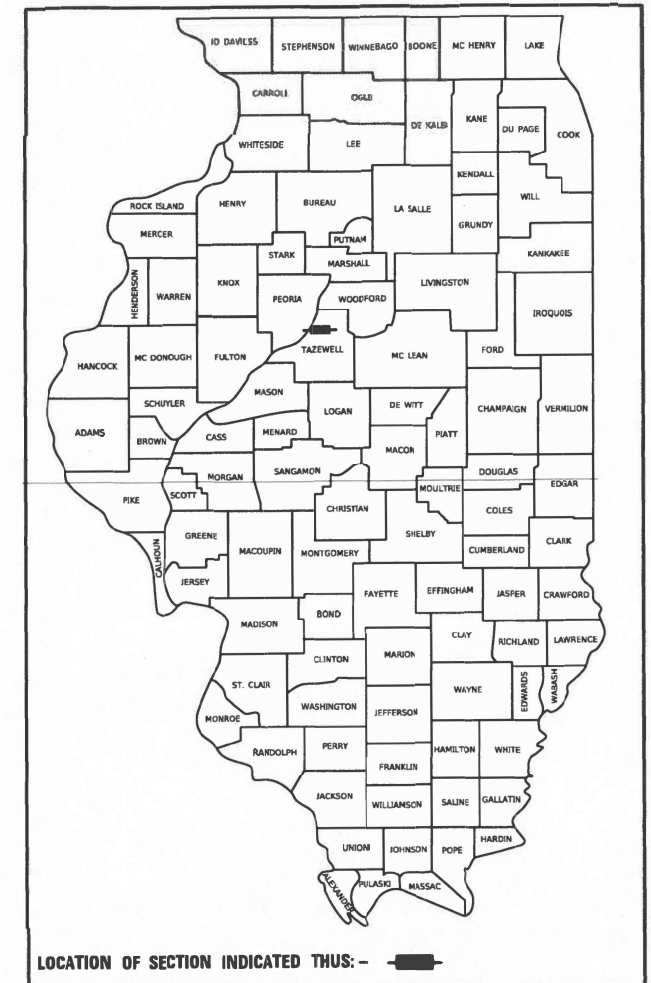 JO DAVIESS STEPHENSON WINNEBAGO BOONE MC HENRY LAKE
CARROLL OGLE DE KALB KANE DU PAGE COOK
WHITESIDE LEE
KENDALL
ROCK ISLAND HENRY BUREAU LA SALLE GRUNDY WILL
MERCER PUTNAM
STARK MARSHALL KANKAKEE
HENDERSON WARREN KNOX PEORIA WOODFORD LIVINGSTON IROQUOIS
HANCOCK MC DONOUGH FULTON TAZEWELL MC LEAN FORD
MASON
SCHUYLER LOGAN DE WITT CHAMPAIGN VERMILION
ADAMS BROWN CASS MENARD MACON PIATT
PIKE SCOTT MORGAN SANGAMON MOULTRIE DOUGLAS EDGAR
CHRISTIAN COLES
CALHOUN GREENE MACOUPIN MONTGOMERY SHELBY CUMBERLAND CLARK
JERSEY FAYETTE EFFINGHAM JASPER CRAWFORD
MADISON BOND
CLINTON MARION CLAY RICHLAND LAWRENCE
ST. CLAIR WAYNE EDWARDS WABASH
MONROE WASHINGTON JEFFERSON
RANDOLPH PERRY HAMILTON WHITE
FRANKLIN
JACKSON WILLIAMSON SALINE GALLATIN
UNION JOHNSON POPE HARDIN
ALEXANDER PULASKI MASSAC
LOCATION OF SECTION INDICATED THUS: -